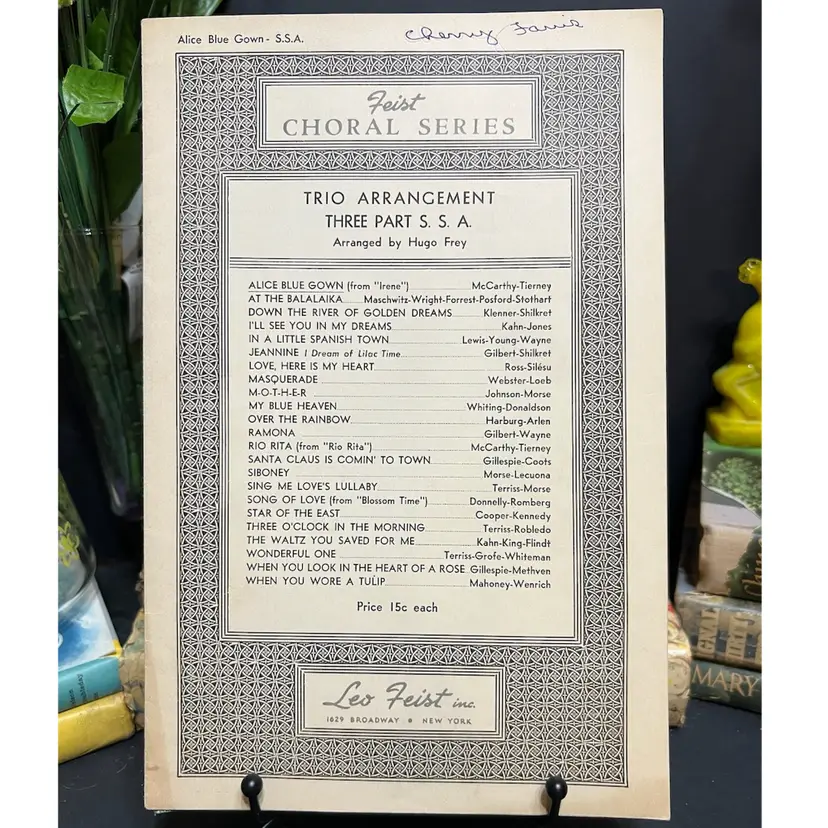 Alice Blue Gown - S.S.A.
Cherry Farris
Feist
CHORAL SERIES
TRIO ARRANGEMENT
THREE PART S. S. A.
Arranged by Hugo Frey
ALICE BLUE GOWN (from "Irene") McCarthy-Tierney
AT THE BALALAIKA Maschwitz-Wright-Forrest-Posford-Stothart
DOWN THE RIVER OF GOLDEN DREAMS Klenner-Shilkret
I'LL SEE YOU IN MY DREAMS Kahn-Jones
IN A LITTLE SPANISH TOWN Lewis-Young-Wayne
JEANNINE I Dream of Lilac Time Gilbert-Shilkret
LOVE, HERE IS MY HEART Ross-Silésu
MASQUERADE Webster-Loeb
M-O-T-H-E-R Johnson-Morse
MY BLUE HEAVEN Whiting-Donaldson
OVER THE RAINBOW Harburg-Arlen
RAMONA Gilbert-Wayne
RIO RITA (from "Rio Rita") McCarthy-Tierney
SANTA CLAUS IS COMIN' TO TOWN Gillespie-Coots
SIBONEY Morse-Lecuona
SING ME LOVE'S LULLABY Terriss-Morse
SONG OF LOVE (from "Blossom Time") Donnelly-Romberg
STAR OF THE EAST Cooper-Kennedy
THREE O'CLOCK IN THE MORNING Terriss-Robledo
THE WALTZ YOU SAVED FOR ME Kahn-King-Flindt
WONDERFUL ONE Terriss-Grofe-Whiteman
WHEN YOU LOOK IN THE HEART OF A ROSE Gillespie-Methven
WHEN YOU WORE A TULIP Mahoney-Wenrich
Price 15c each
Leo Feist inc.
1629 BROADWAY • NEW YORK
MARY